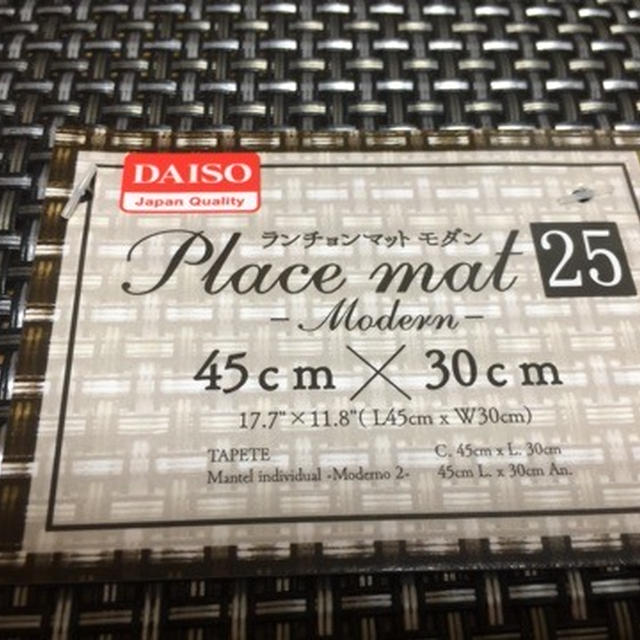 DAISO
Japan Quality
ランチョンマット モダン
Place mat 25
- Modern -
45cm × 30cm
17.7"×11.8"( L45cm x W30cm)
TAPETE C. 45cm x L. 30cm
Mantel individual -Moderno 2- 45cm L. x 30cm An.